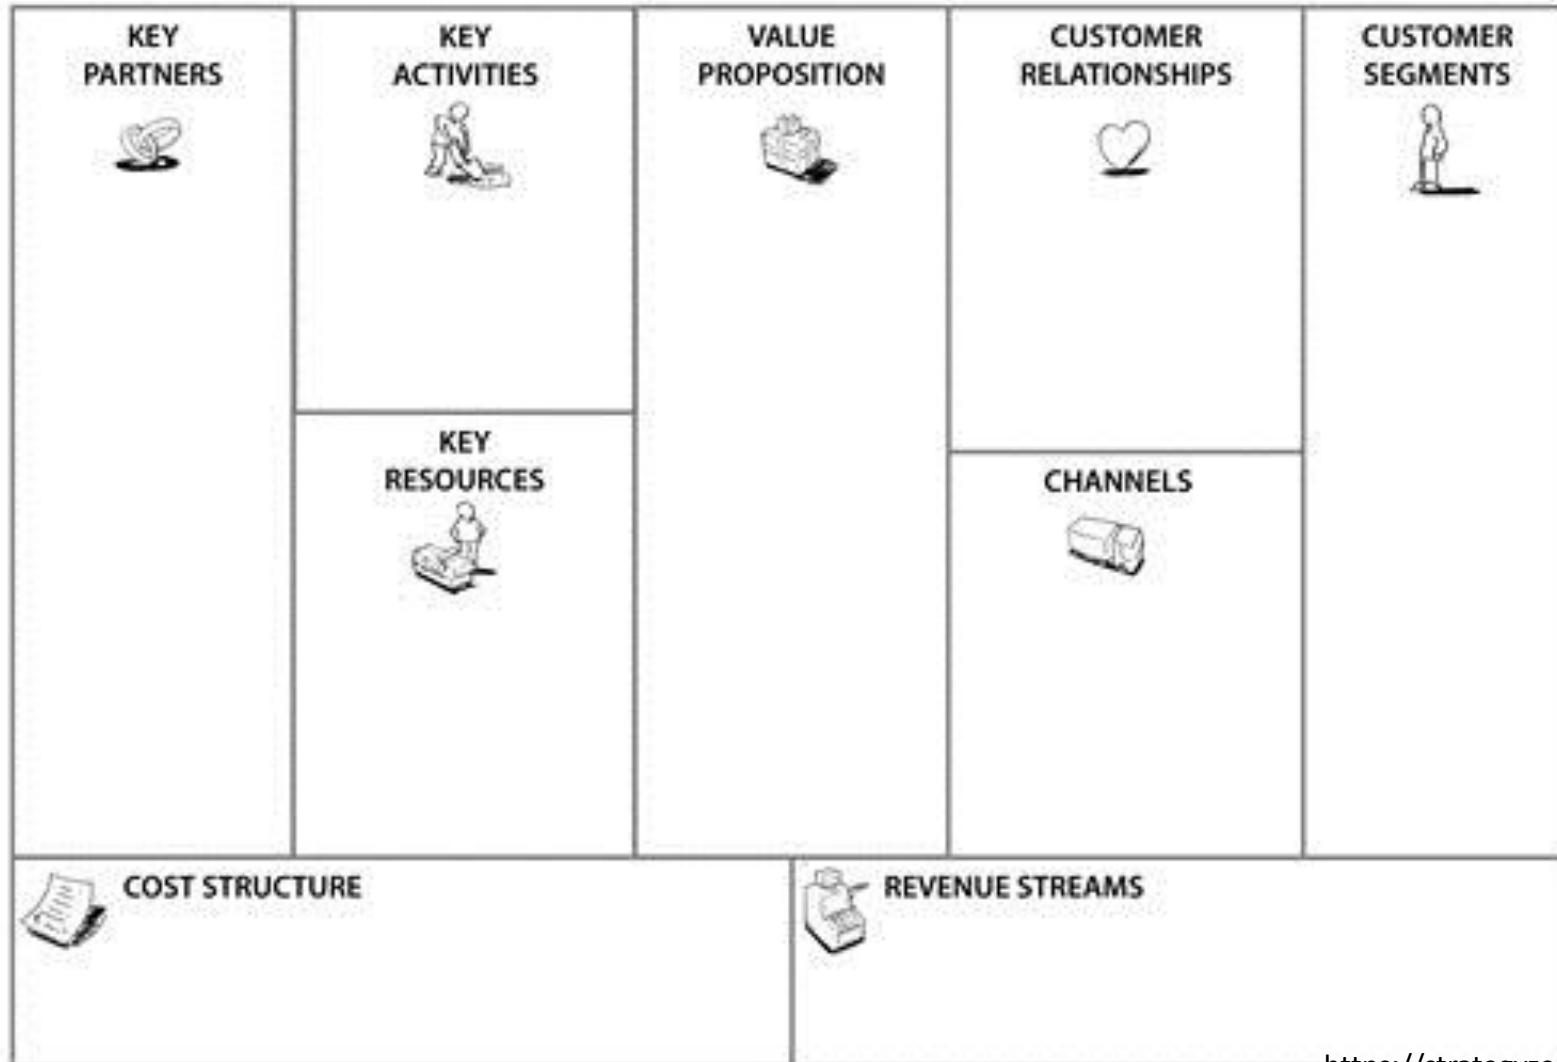 KEY
PARTNERS
KEY
ACTIVITIES
KEY
RESOURCES
VALUE
PROPOSITION
CUSTOMER
RELATIONSHIPS
CHANNELS
CUSTOMER
SEGMENTS
COST STRUCTURE
REVENUE STREAMS